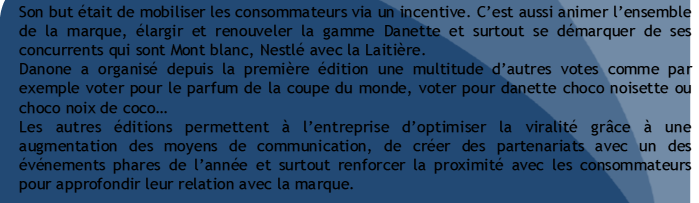 Son but était de mobiliser les consommateurs via un incentive. C’est aussi animer l’ensemble
de la marque, élargir et renouveler la gamme Danette et surtout se démarquer de ses
concurrents qui sont Mont blanc, Nestlé avec la Laitière.
Danone a organisé depuis la première édition une multitude d’autres votes comme par
exemple voter pour le parfum de la coupe du monde, voter pour danette choco noisette ou
choco noix de coco…
Les autres éditions permettent à l’entreprise d’optimiser la viralité grâce à une
augmentation des moyens de communication, de créer des partenariats avec un des
événements phares de l’année et surtout renforcer la proximité avec les consommateurs
pour approfondir leur relation avec la marque.